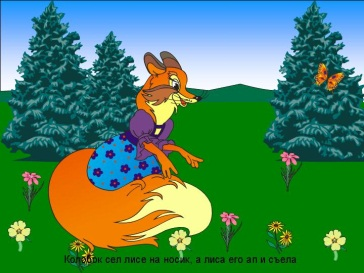 Колобок сел лисе на носик, а лиса его ап и съела